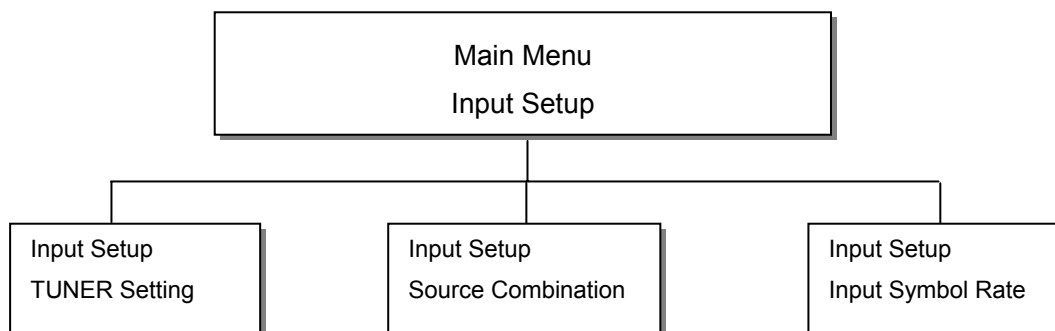 Main Menu
Input Setup
Input Setup
TUNER Setting
Input Setup
Source Combination
Input Setup
Input Symbol Rate